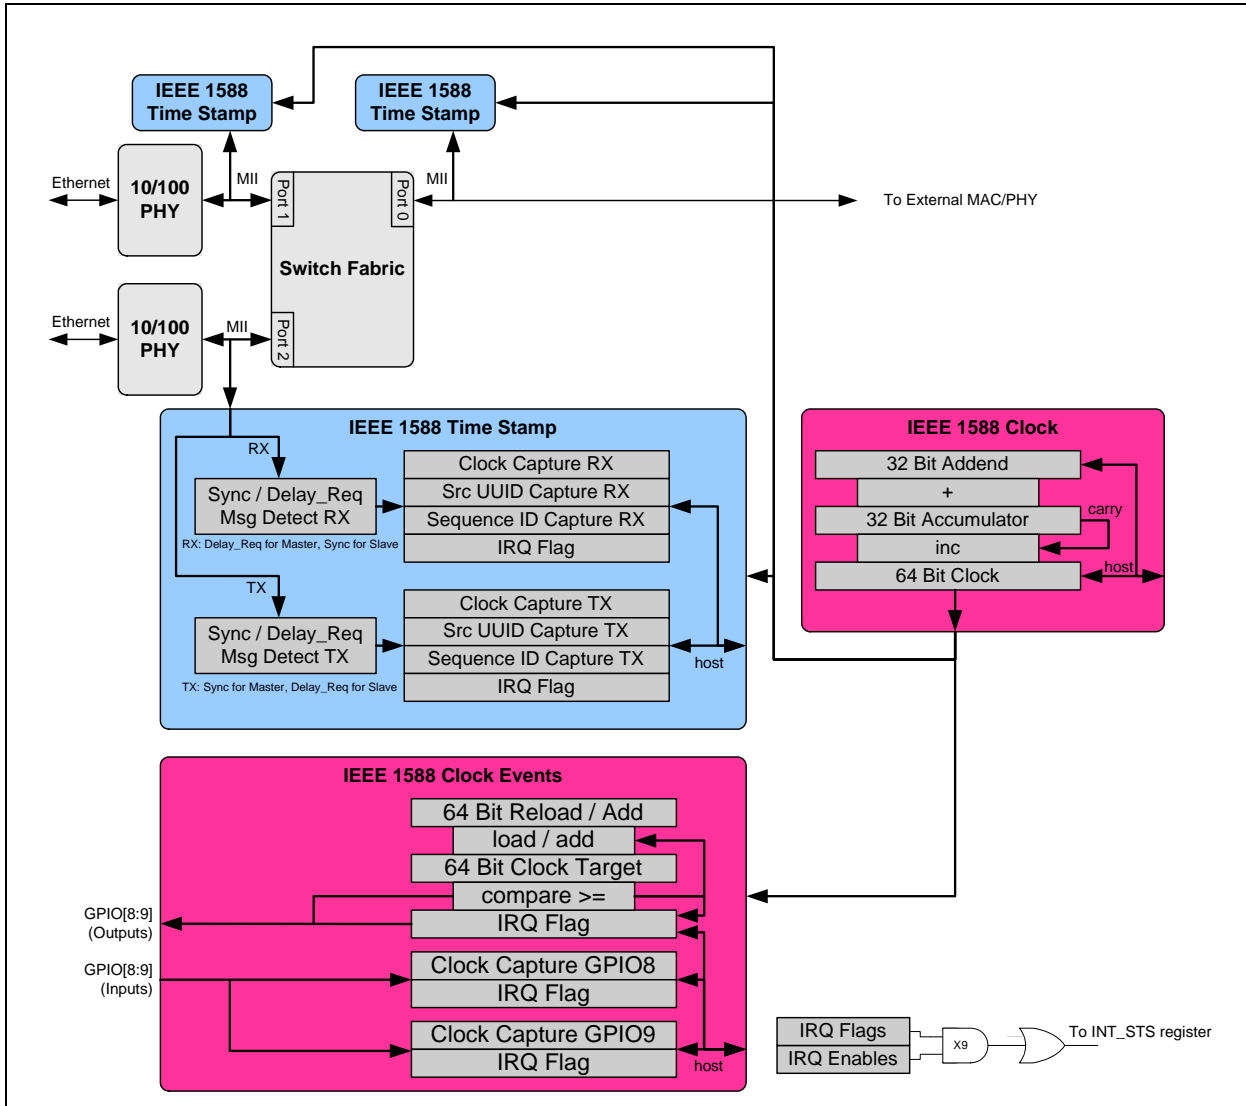 IEEE 1588
Time Stamp
IEEE 1588
Time Stamp
Ethernet
10/100
PHY
MII
Port 1
Port 0
MII
To External MAC/PHY
Switch Fabric
Ethernet
10/100
PHY
MII
Port 2
IEEE 1588 Time Stamp
RX
Sync / Delay_Req
Msg Detect RX
RX: Delay_Req for Master, Sync for Slave
Clock Capture RX
Src UUID Capture RX
Sequence ID Capture RX
IRQ Flag
TX
Sync / Delay_Req
Msg Detect TX
TX: Sync for Master, Delay_Req for Slave
Clock Capture TX
Src UUID Capture TX
Sequence ID Capture TX
IRQ Flag
host
IEEE 1588 Clock
32 Bit Addend
+
32 Bit Accumulator
carry
inc
64 Bit Clock
host
IEEE 1588 Clock Events
64 Bit Reload / Add
load / add
64 Bit Clock Target
compare >=
IRQ Flag
GPIO[8:9]
(Outputs)
GPIO[8:9]
(Inputs)
Clock Capture GPIO8
IRQ Flag
Clock Capture GPIO9
IRQ Flag
host
IRQ Flags
IRQ Enables
X9
To INT_STS register